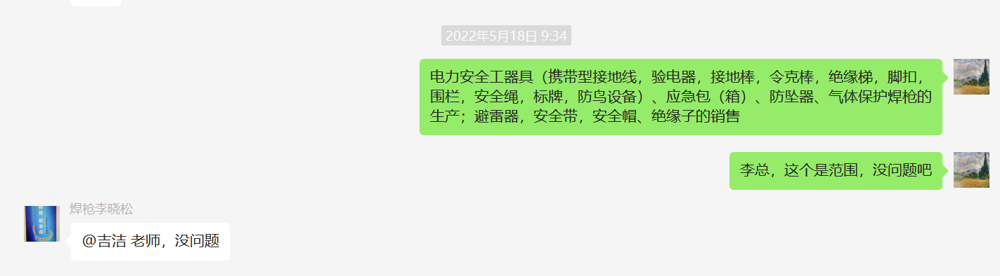 2022年5月18日 9:34
电力安全工器具（携带型接地线，验电器，接地棒，令克棒，绝缘梯，脚扣，
围栏，安全绳，标牌，防鸟设备）、应急包（箱）、防坠器、气体保护焊枪的
生产；避雷器，安全带，安全帽、绝缘子的销售
李总，这个是范围，没问题吧
焊枪李晓松
@吉洁 老师，没问题